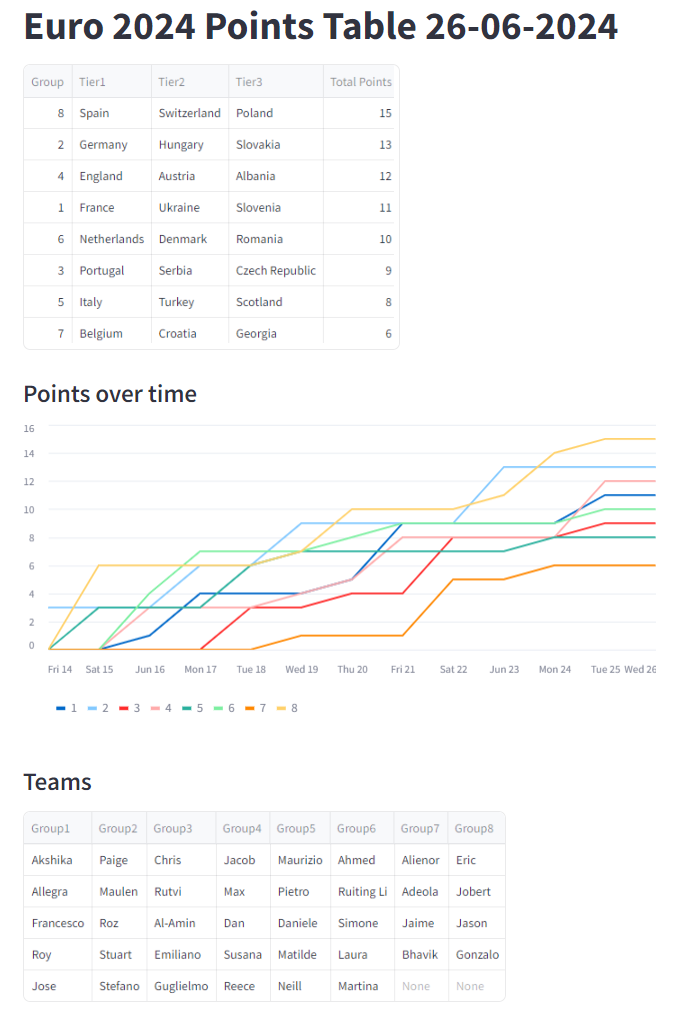 Euro 2024 Points Table 26-06-2024
Group Tier1 Tier2 Tier3 Total Points
8 Spain Switzerland Poland 15
2 Germany Hungary Slovakia 13
4 England Austria Albania 12
1 France Ukraine Slovenia 11
6 Netherlands Denmark Romania 10
3 Portugal Serbia Czech Republic 9
5 Italy Turkey Scotland 8
7 Belgium Croatia Georgia 6
Points over time
16
14
12
10
8
6
4
2
0
Fri 14 Sat 15 Jun 16 Mon 17 Tue 18 Wed 19 Thu 20 Fri 21 Sat 22 Jun 23 Mon 24 Tue 25 Wed 26
1 2 3 4 5 6 7 8
Teams
Group1 Group2 Group3 Group4 Group5 Group6 Group7 Group8
Akshika Paige Chris Jacob Maurizio Ahmed Alienor Eric
Allegra Maulen Rutvi Max Pietro Ruiting Li Adeola Jobert
Francesco Roz Al-Amin Dan Daniele Simone Jaime Jason
Roy Stuart Emiliano Susana Matilde Laura Bhavik Gonzalo
Jose Stefano Guglielmo Reece Neill Martina None None